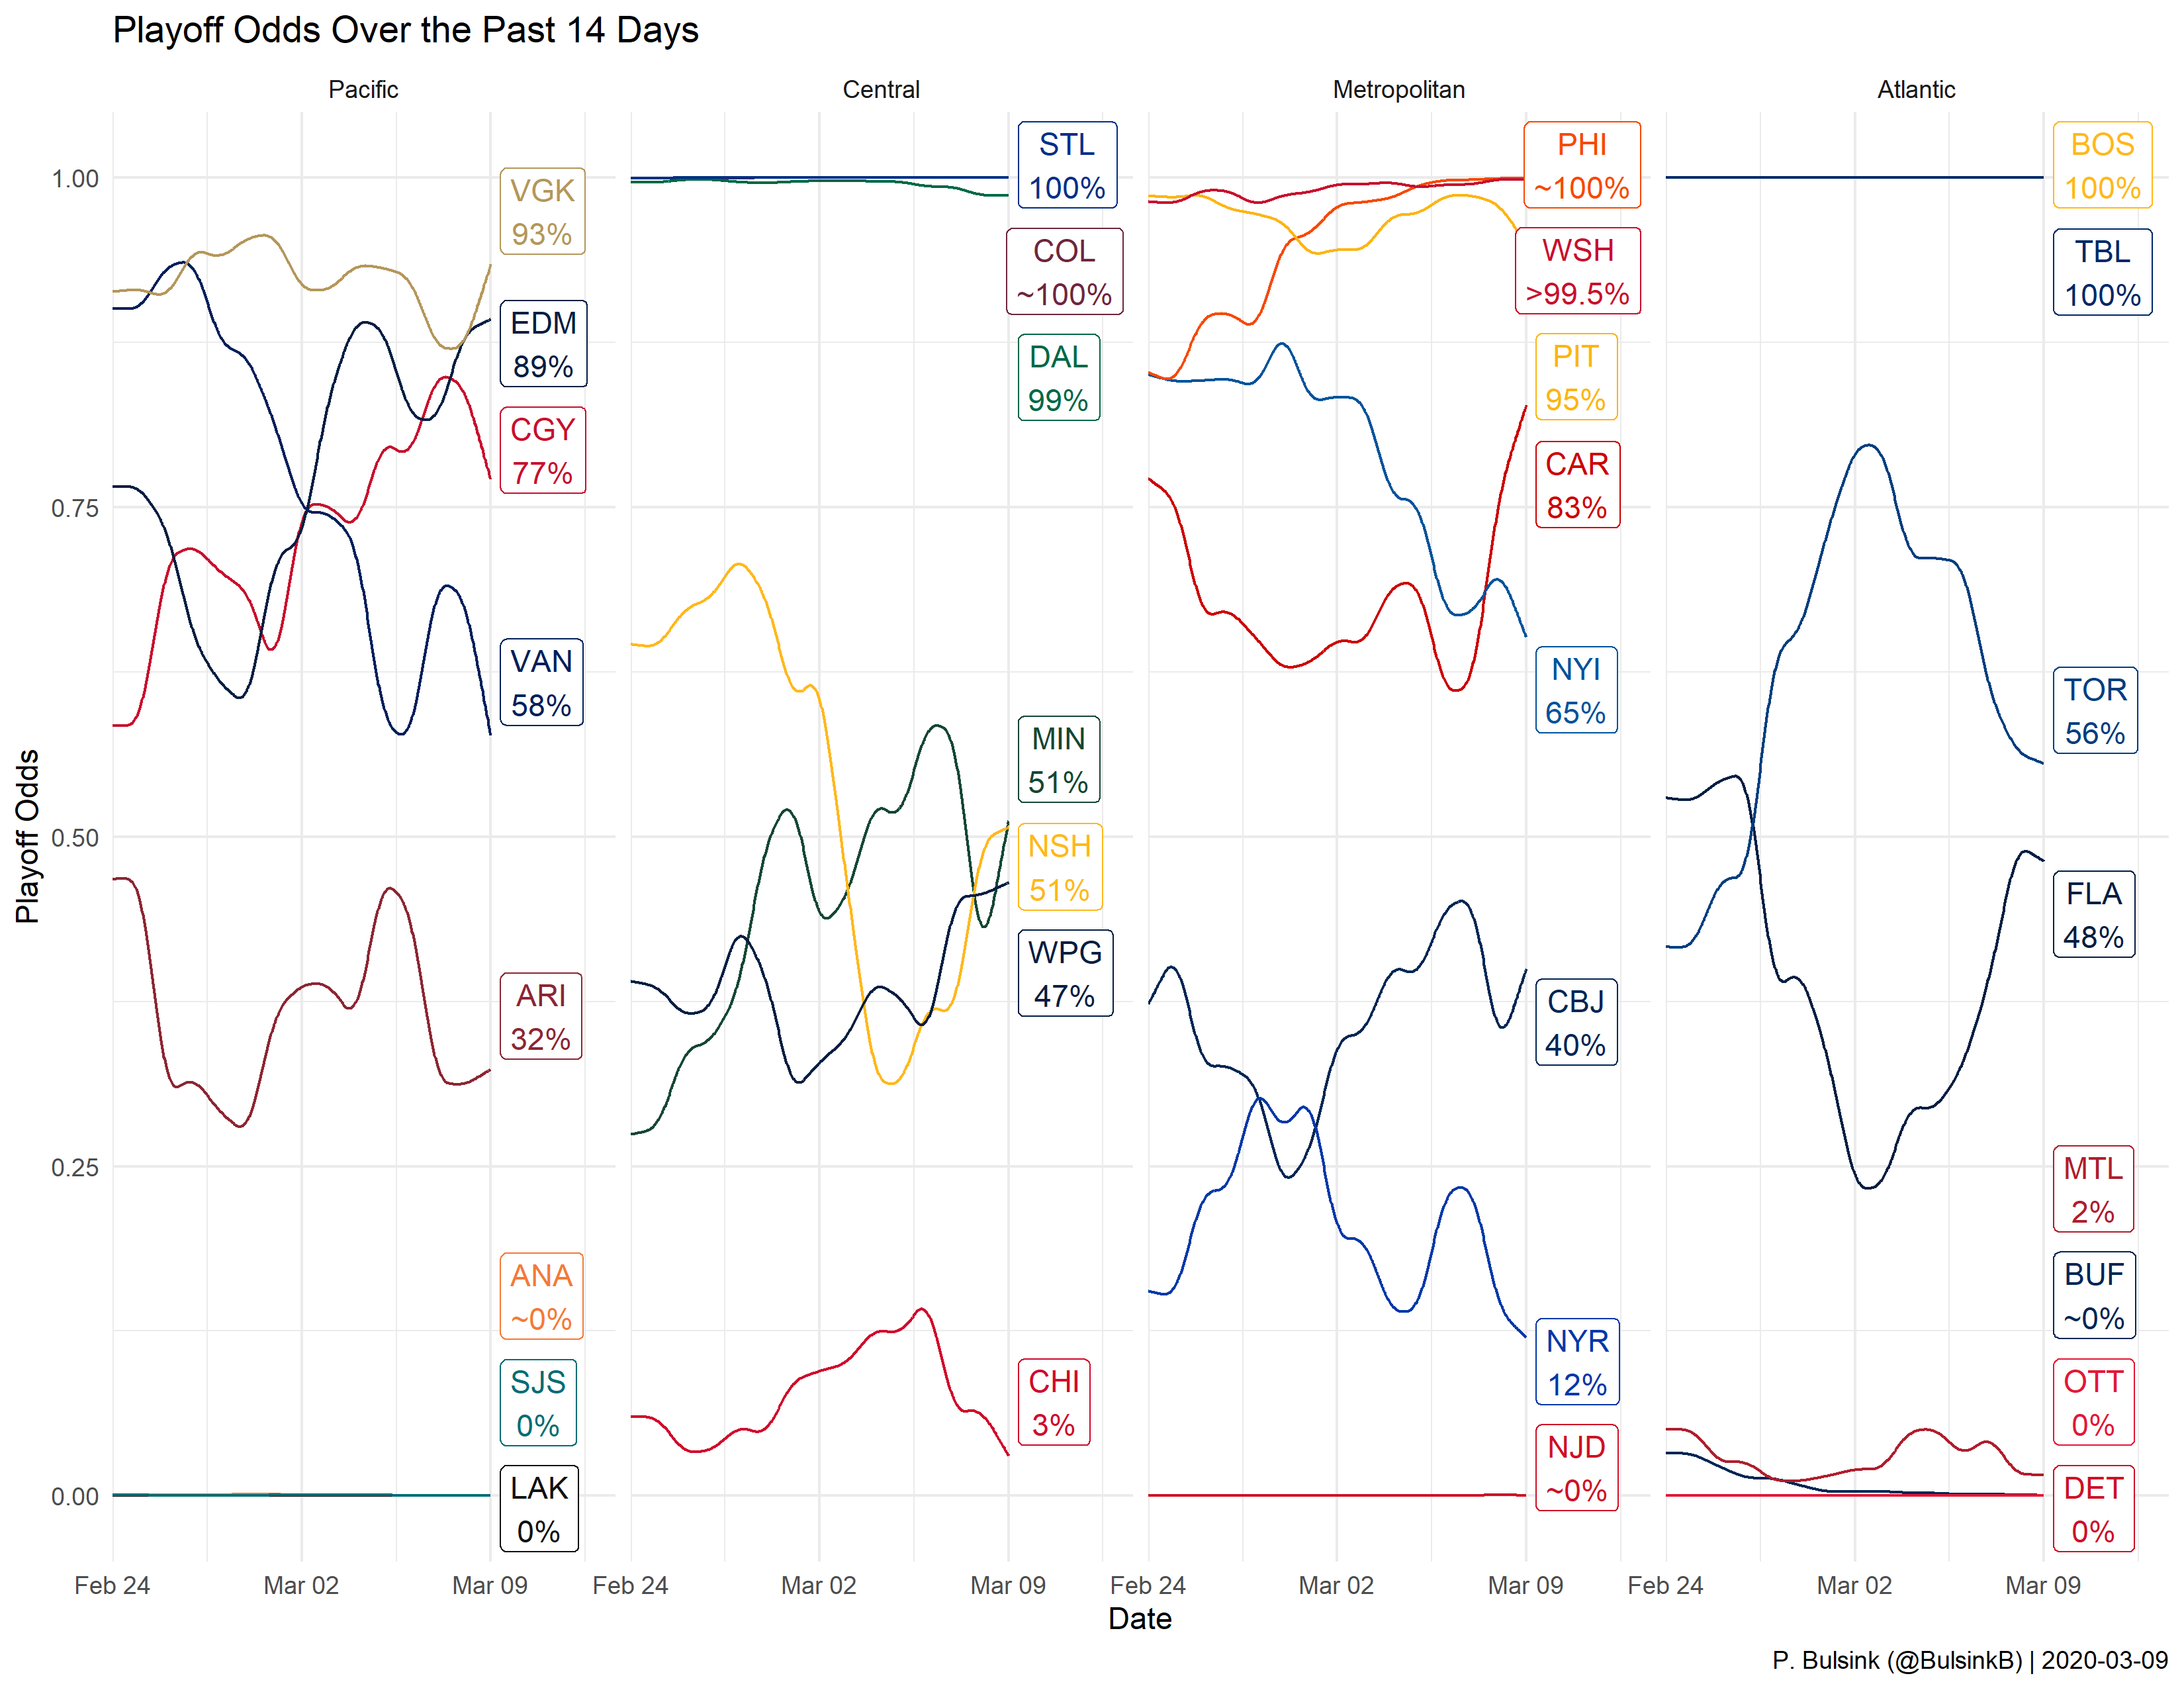 Playoff Odds Over the Past 14 Days
Pacific
Central
Metropolitan
Atlantic
Playoff Odds
1.00
0.75
0.50
0.25
0.00
VGK
93%
EDM
89%
CGY
77%
VAN
58%
ARI
32%
ANA
~0%
SJS
0%
LAK
0%
STL
100%
COL
~100%
DAL
99%
MIN
51%
NSH
51%
WPG
47%
CHI
3%
PHI
~100%
WSH
>99.5%
PIT
95%
CAR
83%
NYI
65%
CBJ
40%
NYR
12%
NJD
~0%
BOS
100%
TBL
100%
TOR
56%
FLA
48%
MTL
2%
BUF
~0%
OTT
0%
DET
0%
Feb 24
Mar 02
Mar 09
Feb 24
Mar 02
Mar 09
Feb 24
Mar 02
Mar 09
Feb 24
Mar 02
Mar 09
Date
P. Bulsink (@BulsinkB) | 2020-03-09